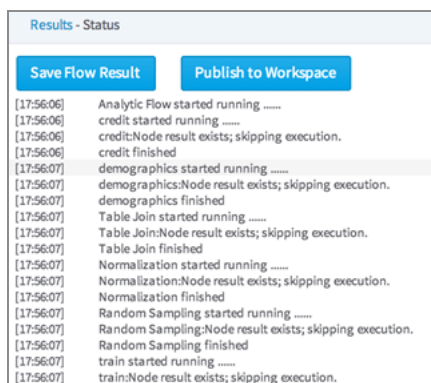 Results - Status
Save Flow Result Publish to Workspace
[17:56:06] Analytic Flow started running ......
[17:56:06] credit started running ......
[17:56:06] credit:Node result exists; skipping execution.
[17:56:06] credit finished
[17:56:07] demographics started running ......
[17:56:07] demographics:Node result exists; skipping execution.
[17:56:07] demographics finished
[17:56:07] Table Join started running ......
[17:56:07] Table Join:Node result exists; skipping execution.
[17:56:07] Table Join finished
[17:56:07] Normalization started running ......
[17:56:07] Normalization:Node result exists; skipping execution.
[17:56:07] Normalization finished
[17:56:07] Random Sampling started running ......
[17:56:07] Random Sampling:Node result exists; skipping execution.
[17:56:07] Random Sampling finished
[17:56:07] train started running ......
[17:56:07] train:Node result exists; skipping execution.